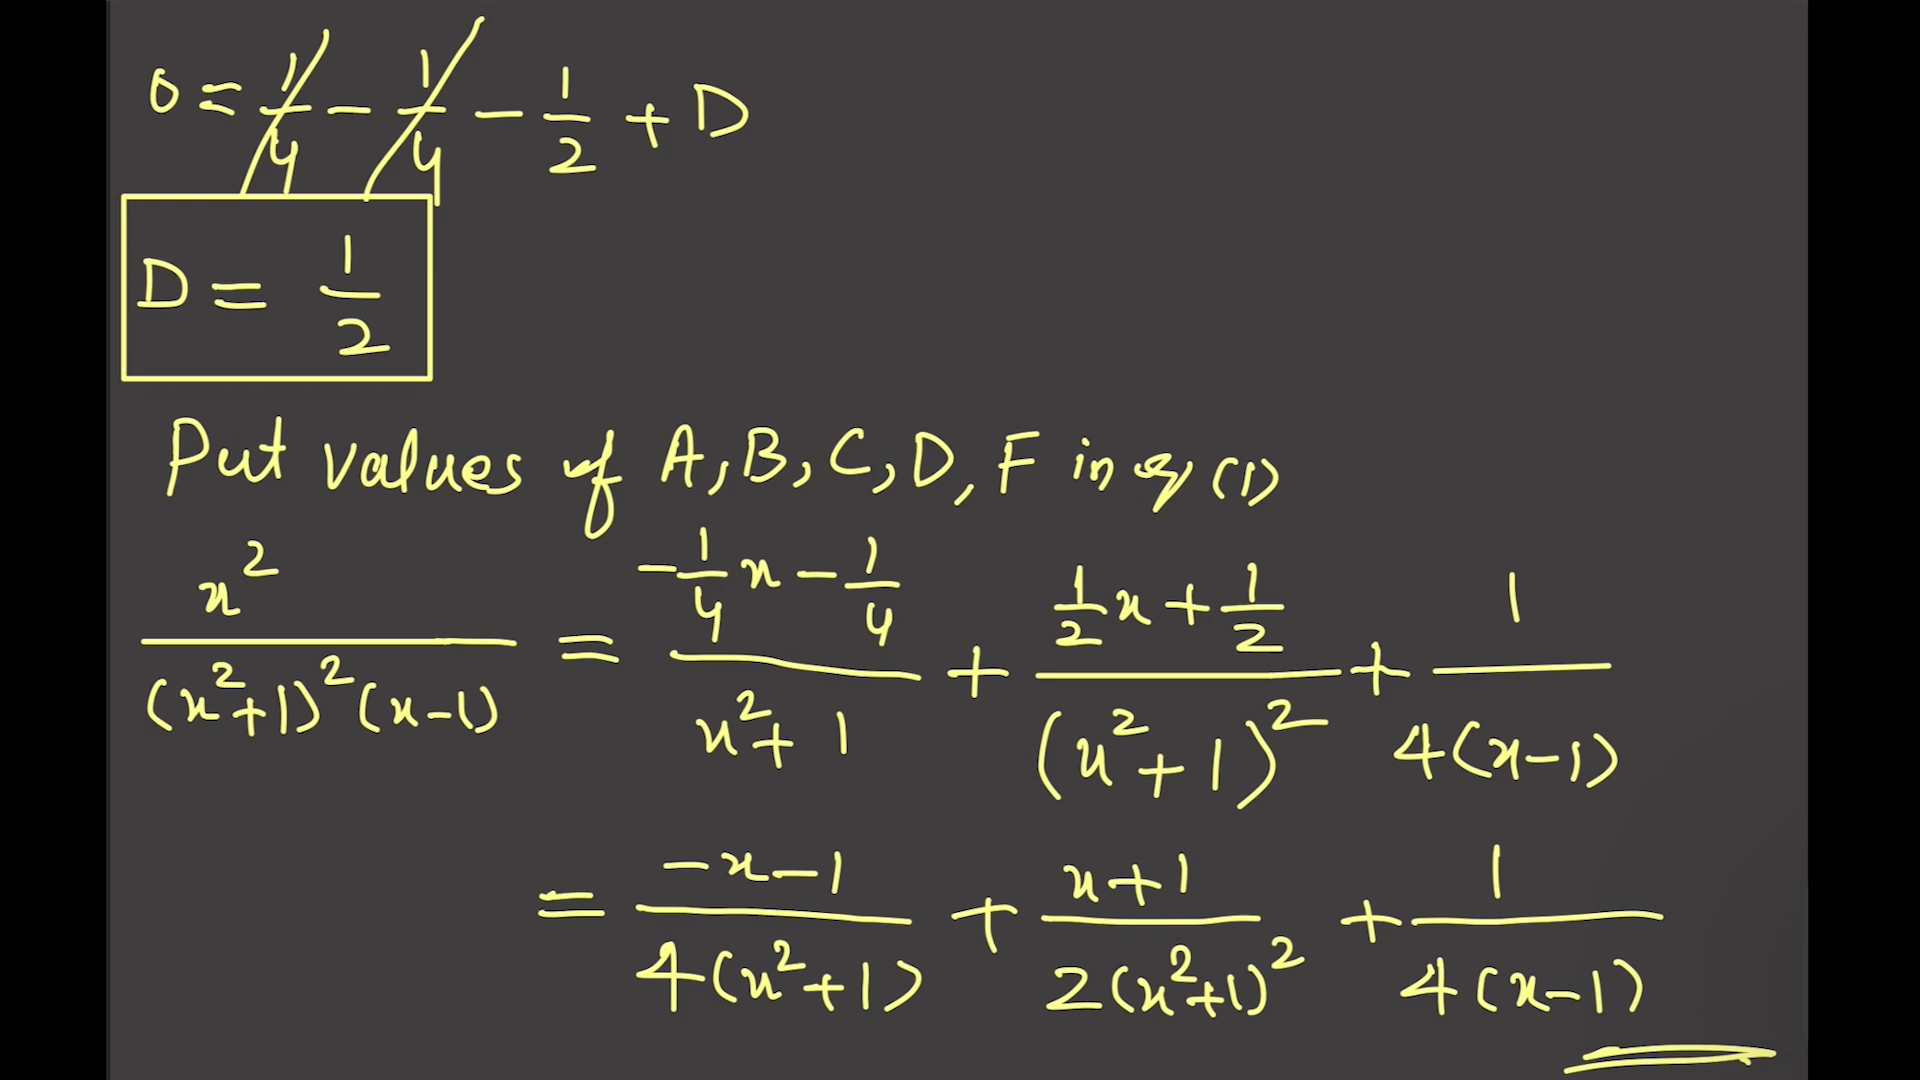 0 = 1/4 - 1/4 - 1/2 + D
D = 1/2
Put values of A, B, C, D, F in eq (1)
x²/((x²+1)²(x-1)) = (-1/4 x - 1/4)/(x²+1) + (1/2 x + 1/2)/(x²+1)² + 1/(4(x-1))
= (-x-1)/(4(x²+1)) + (x+1)/(2(x²+1)²) + 1/(4(x-1))